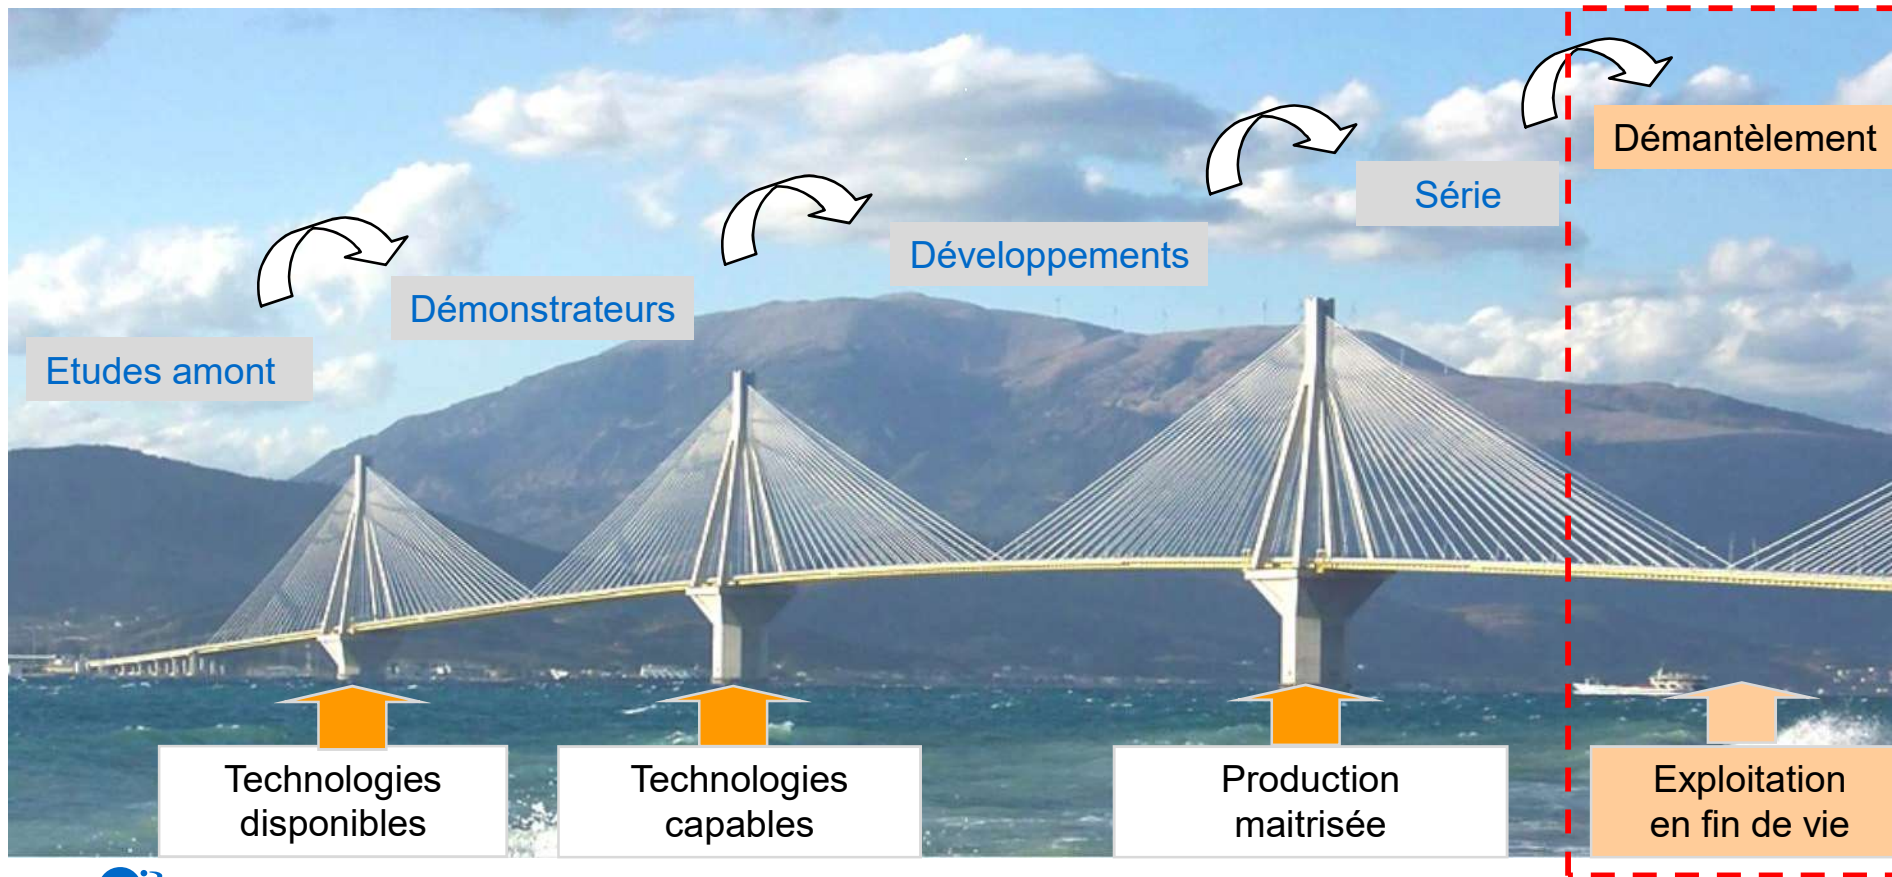 Démantèlement
Série
Développements
Démonstrateurs
Etudes amont
Technologies
disponibles
Technologies
capables
Production
maitrisée
Exploitation
en fin de vie